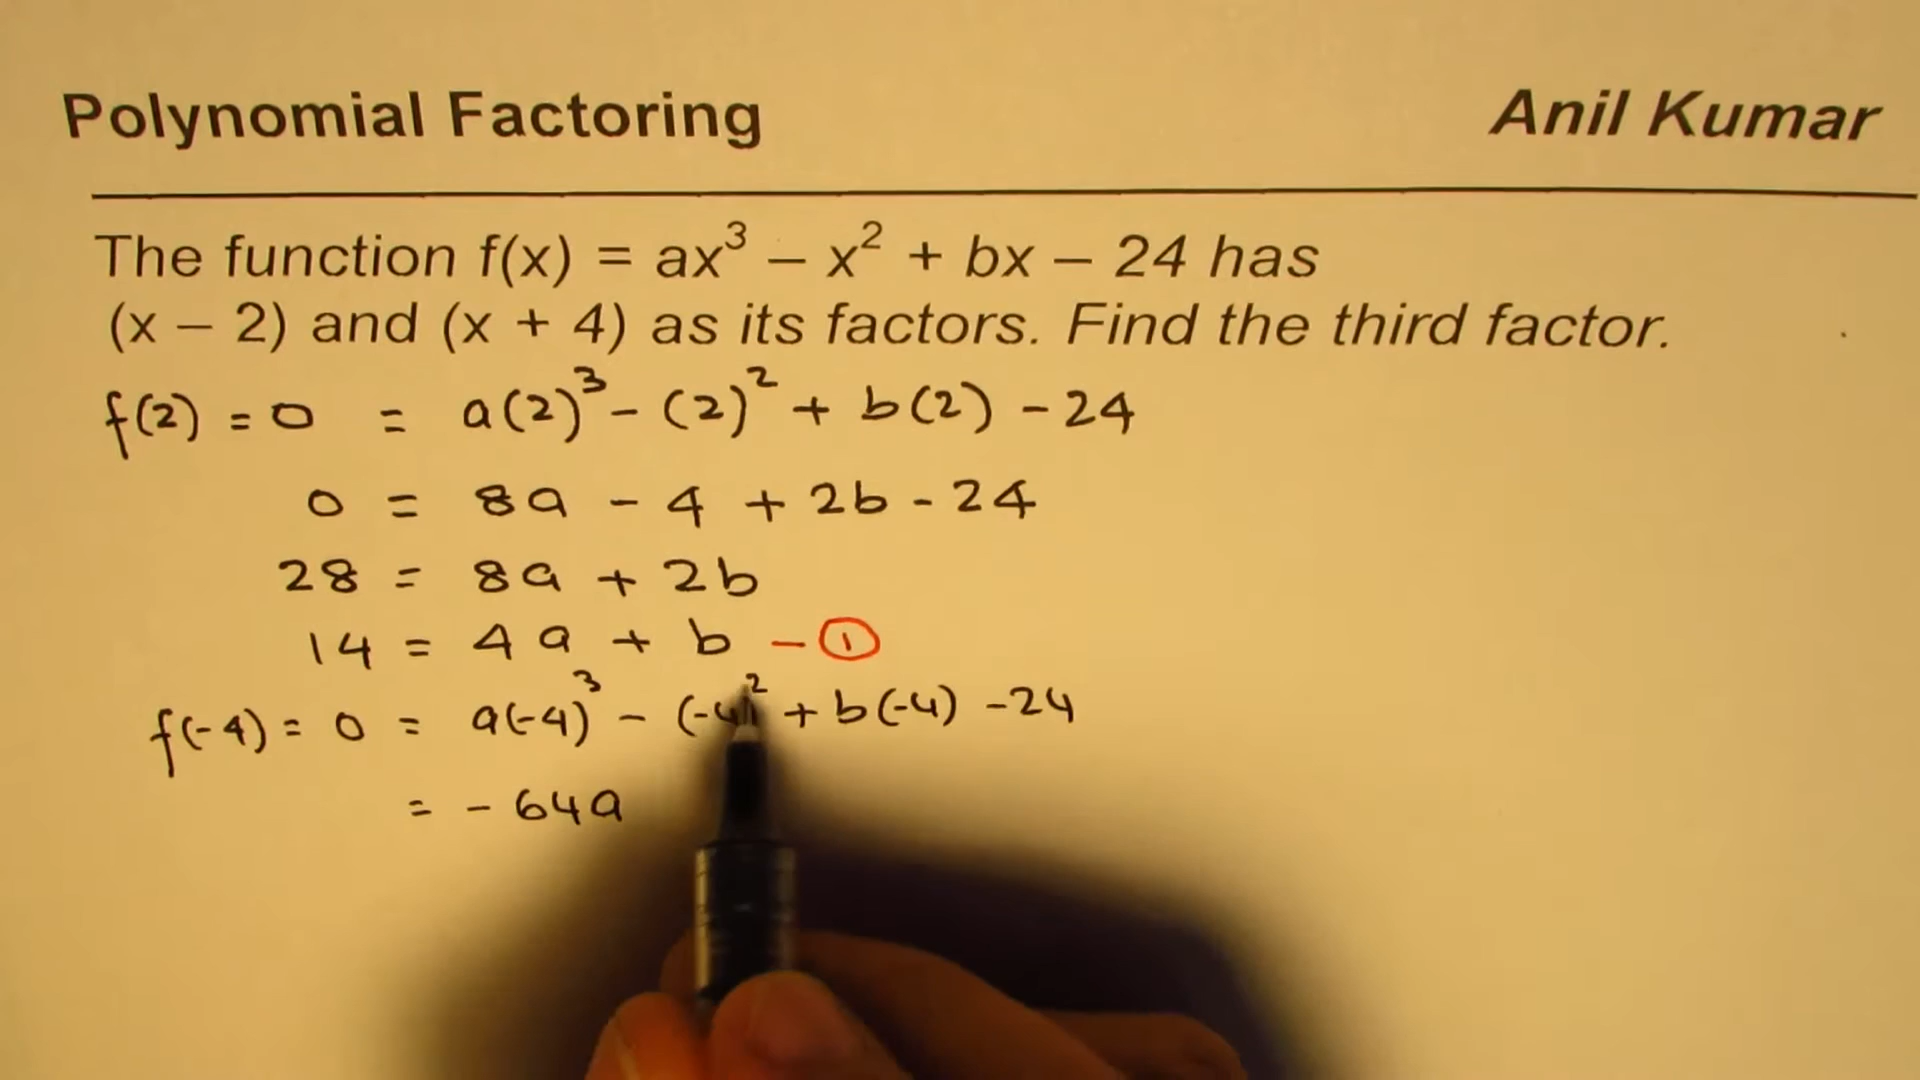 Polynomial Factoring Anil Kumar
The function f(x) = ax³ – x² + bx – 24 has
(x – 2) and (x + 4) as its factors. Find the third factor.
f(2) = 0 = a(2)³ - (2)² + b(2) - 24
0 = 8a - 4 + 2b - 24
28 = 8a + 2b
14 = 4a + b - ①
f(-4) = 0 = a(-4)³ - (-4)² + b(-4) - 24
= - 64a